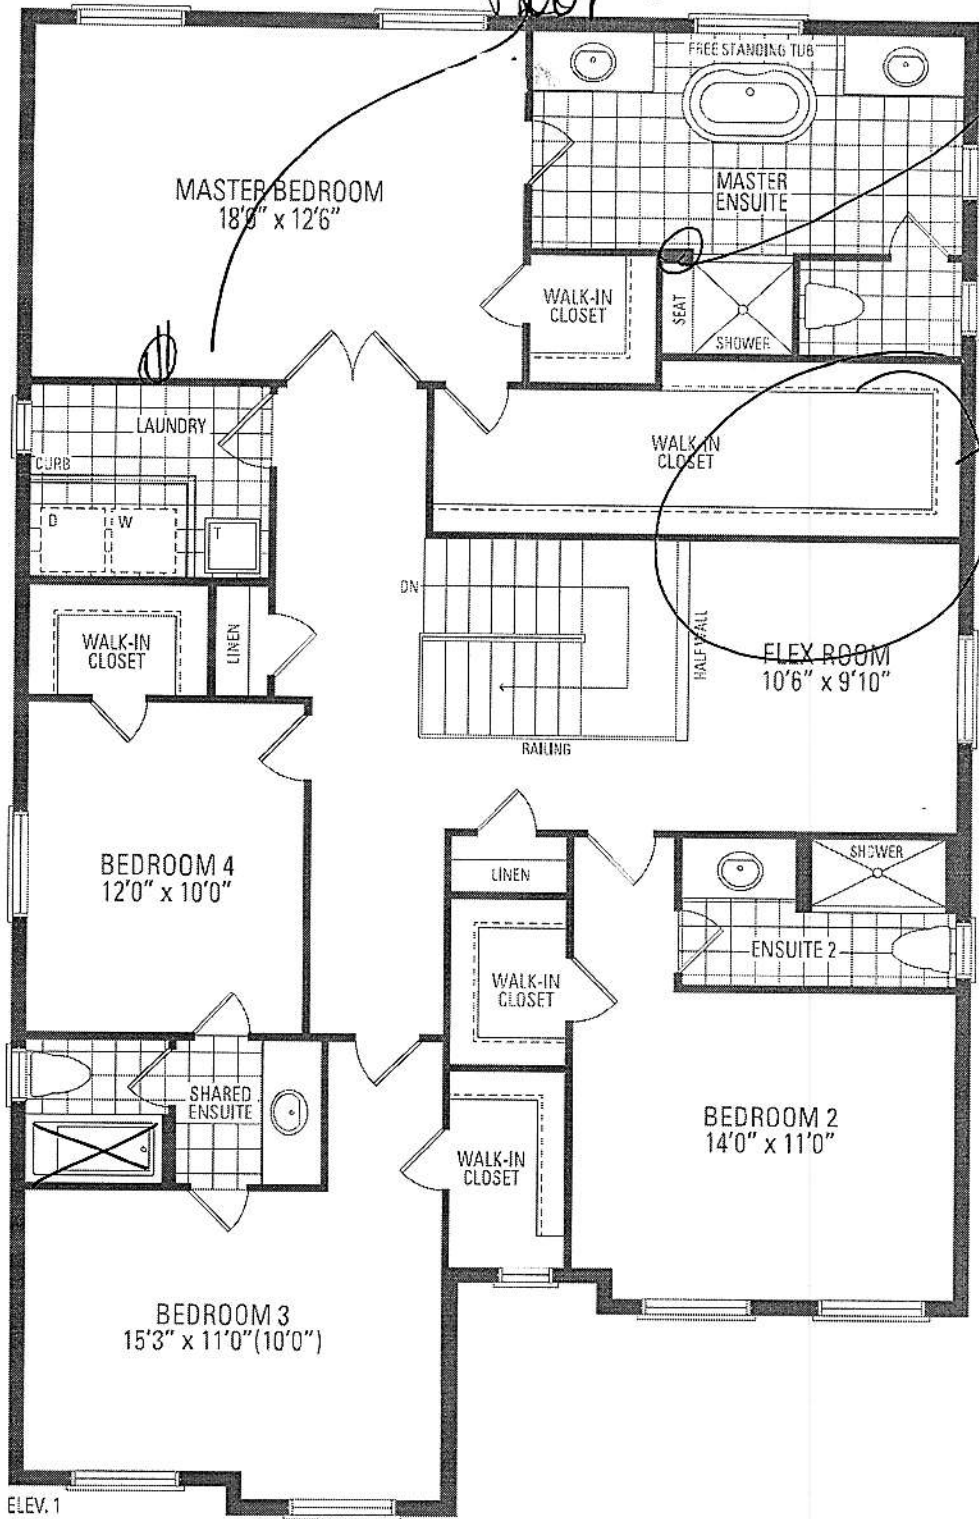 FREE STANDING TUB
MASTER BEDROOM
18'0" x 12'6"
MASTER
ENSUITE
WALK-IN
CLOSET
SEAT
SHOWER
LAUNDRY
CURB
D
W
T
WALK-IN
CLOSET
DN
HALF WALL
FLEX ROOM
10'6" x 9'10"
WALK-IN
CLOSET
LINEN
RAILING
BEDROOM 4
12'0" x 10'0"
LINEN
SHOWER
ENSUITE 2
WALK-IN
CLOSET
SHARED
ENSUITE
BEDROOM 2
14'0" x 11'0"
WALK-IN
CLOSET
BEDROOM 3
15'3" x 11'0"(10'0")
ELEV. 1